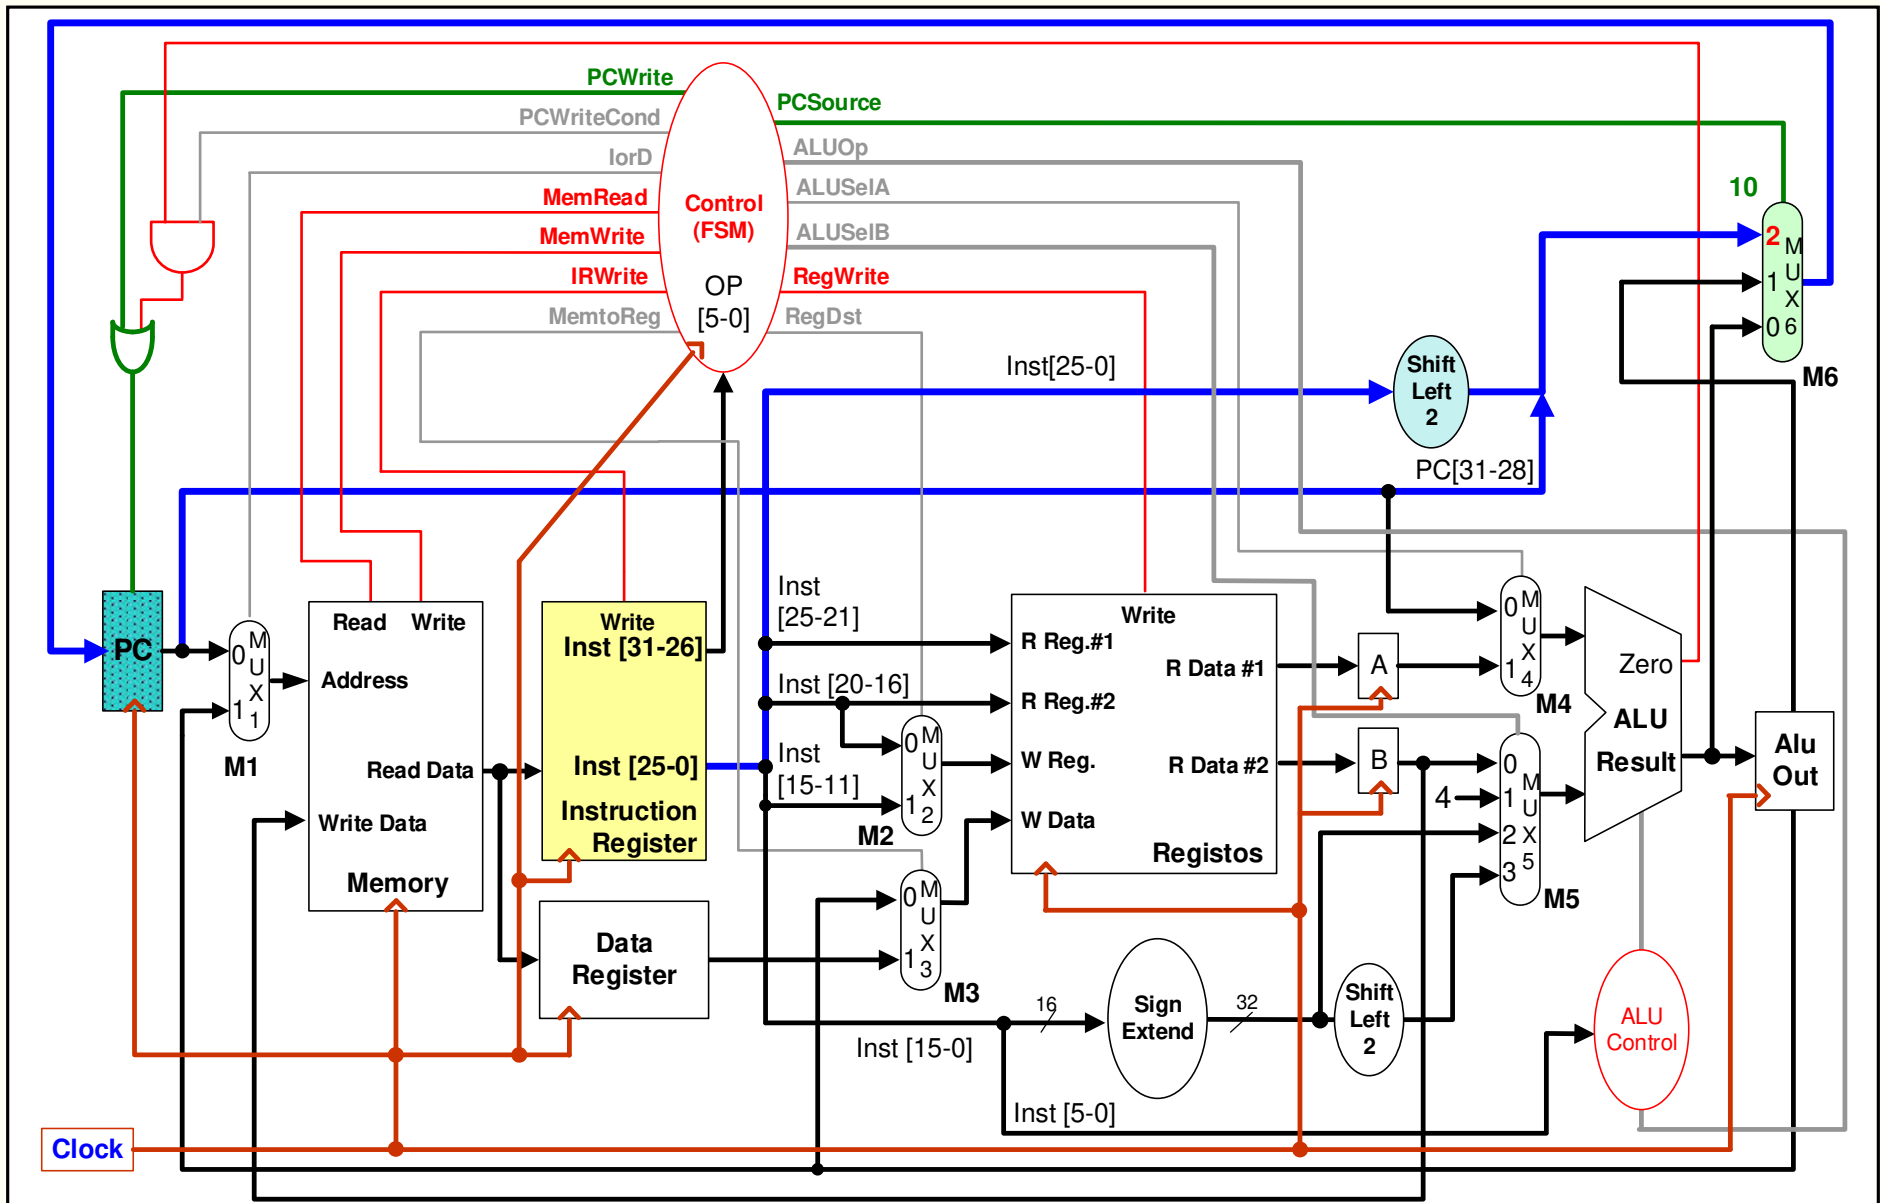 PCWrite
PCWriteCond
IorD
MemRead
MemWrite
IRWrite
MemtoReg
Control
(FSM)
OP
[5-0]
PCSource
ALUOp
ALUSelA
ALUSelB
RegWrite
RegDst
10
2
1
0
M
U
X
6
M6
Inst[25-0]
Shift
Left
2
PC[31-28]
PC
0
1
M
U
X
1
M1
Read Write
Address
Read Data
Write Data
Memory
Write
Inst [31-26]
Inst [25-0]
Instruction
Register
Data
Register
Inst
[25-21]
Inst [20-16]
Inst
[15-11]
0
1
M
U
X
2
M2
0
1
M
U
X
3
M3
Write
R Reg.#1
R Data #1
R Reg.#2
W Reg.
R Data #2
W Data
Registos
A
B
4
0
1
M
U
X
4
M4
0
1
2
3
M
U
X
5
M5
Zero
ALU
Result
Alu
Out
Inst [15-0]
16
Sign
Extend
32
Shift
Left
2
ALU
Control
Inst [5-0]
Clock